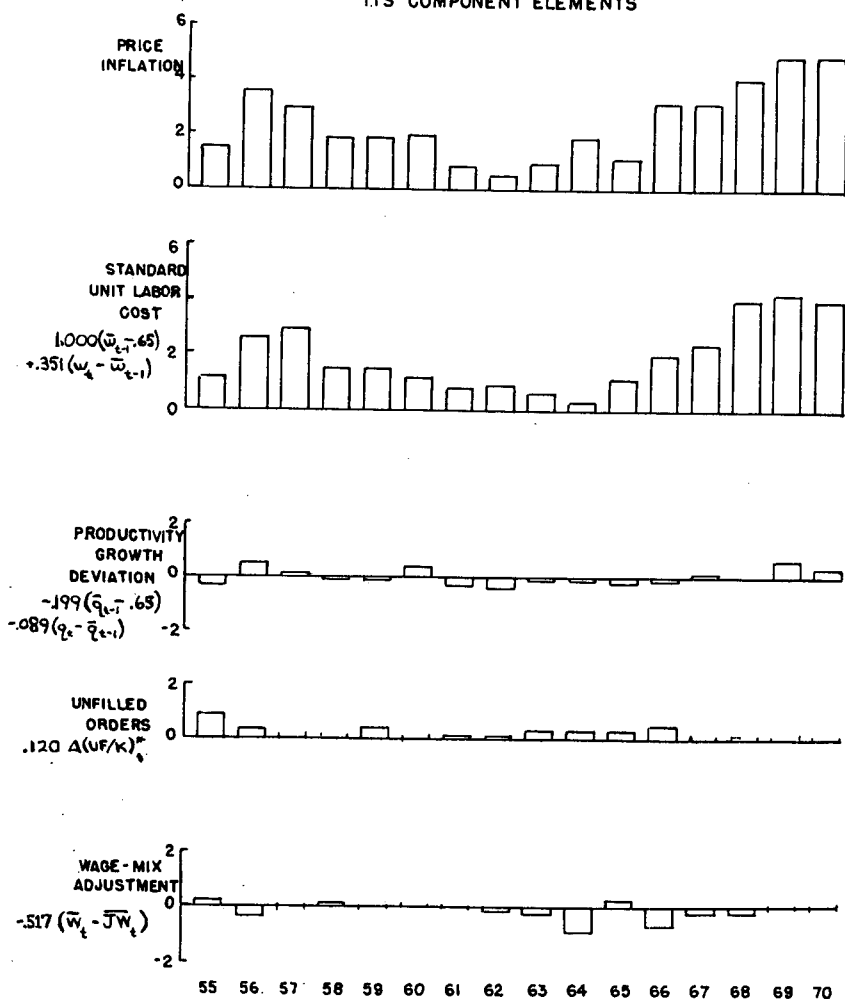 ITS COMPONENT ELEMENTS
6
PRICE
INFLATION
4
2
0
6
STANDARD
UNIT LABOR
COST
1.000(w̄t-1-.65)
+.351(wt - w̄t-1)
2
0
2
PRODUCTIVITY
GROWTH
DEVIATION
0
-.199(q̄t-1-.65)
-.089(qt - q̄t-1)
-2
2
UNFILLED
ORDERS
0
.120 Δ(UF/K)*t
2
WAGE-MIX
ADJUSTMENT
0
-.517 (W̄t - J̄W̄t)
-2
55 56. 57 58 59 60 61 62 63 64 65 66 67 68 69 70